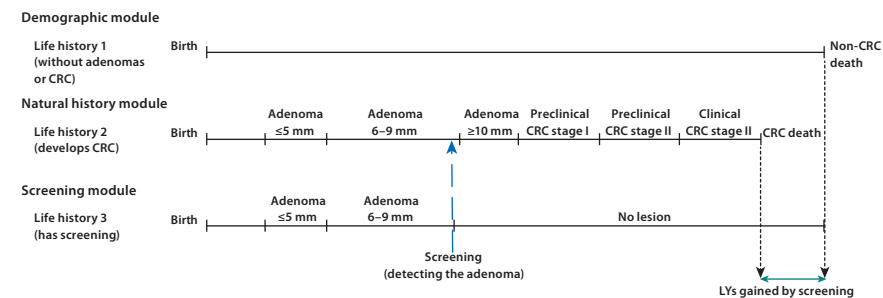 Demographic module
Life history 1
(without adenomas
or CRC)
Birth
Non-CRC
death
Natural history module
Life history 2
(develops CRC)
Birth
Adenoma
≤5 mm
Adenoma
6–9 mm
Adenoma
≥10 mm
Preclinical
CRC stage I
Preclinical
CRC stage II
Clinical
CRC stage II
CRC death
Screening module
Life history 3
(has screening)
Birth
Adenoma
≤5 mm
Adenoma
6–9 mm
No lesion
Screening
(detecting the adenoma)
LYs gained by screening